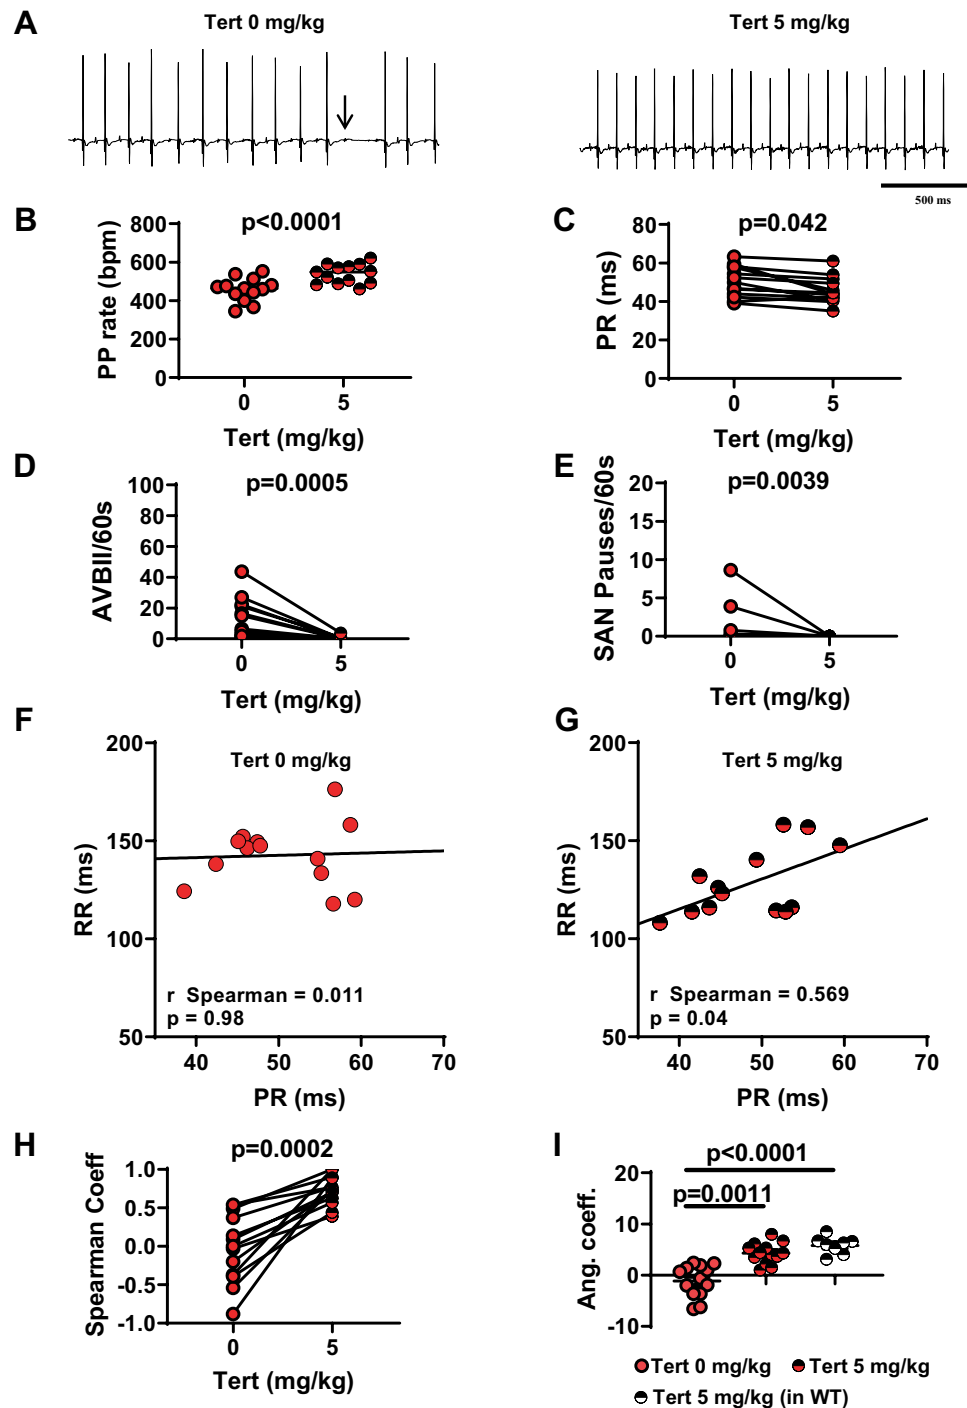 A
Tert 0 mg/kg
Tert 5 mg/kg
500 ms
B
p<0.0001
PP rate (bpm)
800
600
400
200
0
0
5
Tert (mg/kg)
C
p=0.042
PR (ms)
80
60
40
20
0
0
5
Tert (mg/kg)
D
p=0.0005
AVBII/60s
100
80
60
40
20
0
0
5
Tert (mg/kg)
E
p=0.0039
SAN Pauses/60s
20
15
10
5
0
0
5
Tert (mg/kg)
F
Tert 0 mg/kg
RR (ms)
200
150
100
50
r Spearman = 0.011
p = 0.98
40
50
60
70
PR (ms)
G
Tert 5 mg/kg
RR (ms)
200
150
100
50
r Spearman = 0.569
p = 0.04
40
50
60
70
PR (ms)
H
p=0.0002
Spearman Coeff
1.0
0.5
0.0
-0.5
-1.0
0
5
Tert (mg/kg)
I
p<0.0001
p=0.0011
Ang. coeff.
20
10
0
-10
Tert 0 mg/kg
Tert 5 mg/kg
Tert 5 mg/kg (in WT)